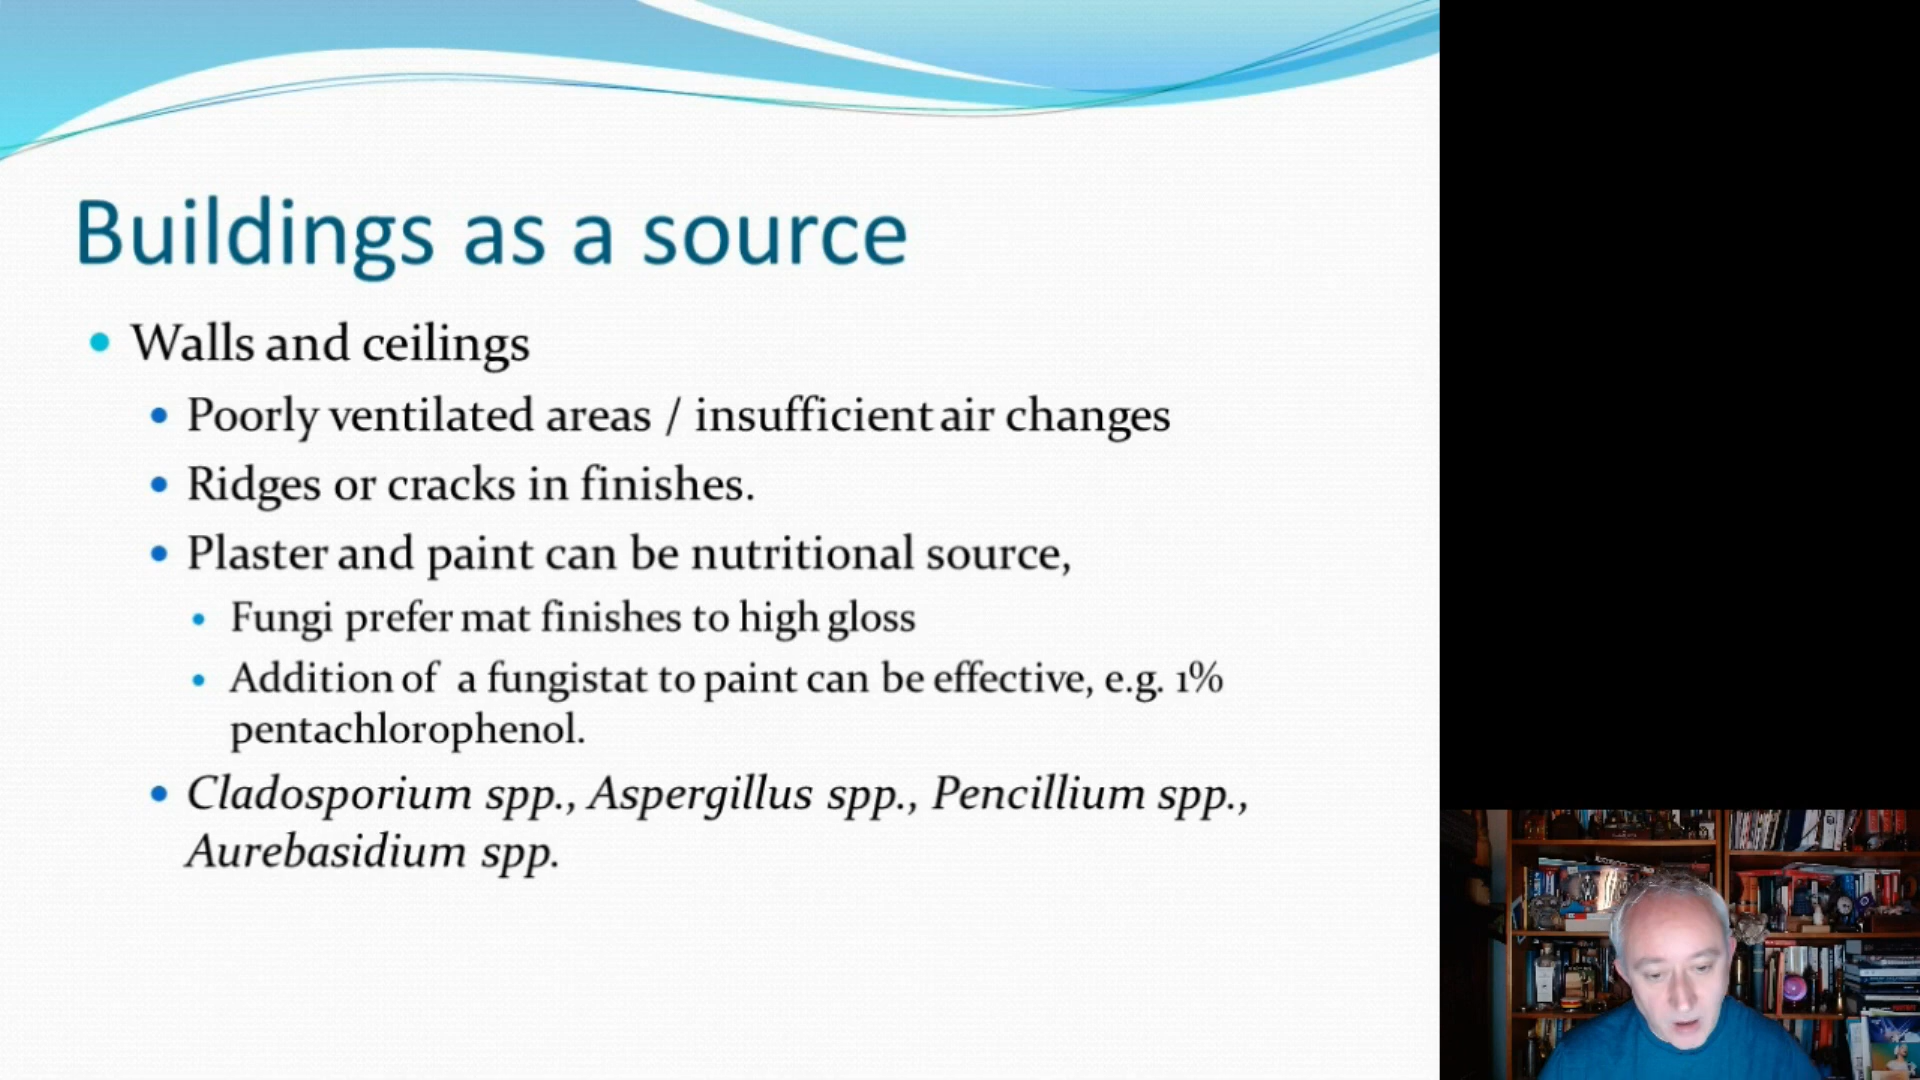 Buildings as a source
Walls and ceilings
Poorly ventilated areas / insufficient air changes
Ridges or cracks in finishes.
Plaster and paint can be nutritional source,
Fungi prefer mat finishes to high gloss
Addition of a fungistat to paint can be effective, e.g. 1%
pentachlorophenol.
Cladosporium spp., Aspergillus spp., Pencillium spp.,
Aurebasidium spp.